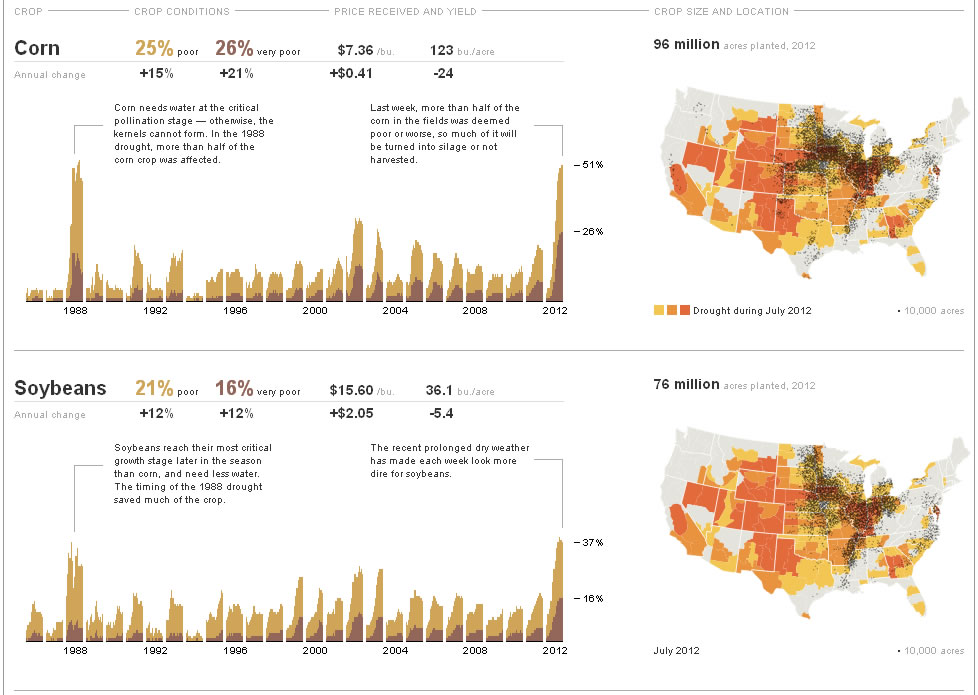 CROP CROP CONDITIONS PRICE RECEIVED AND YIELD CROP SIZE AND LOCATION
Corn 25% poor 26% very poor $7.36 /bu. 123 bu./acre 96 million acres planted, 2012
Annual change +15% +21% +$0.41 -24
Corn needs water at the critical
pollination stage — otherwise, the
kernels cannot form. In the 1988
drought, more than half of the
corn crop was affected.
Last week, more than half of the
corn in the fields was deemed
poor or worse, so much of it will
be turned into silage or not
harvested.
51%
26%
1988 1992 1996 2000 2004 2008 2012
Drought during July 2012 • 10,000 acres
Soybeans 21% poor 16% very poor $15.60 /bu. 36.1 bu./acre 76 million acres planted, 2012
Annual change +12% +12% +$2.05 -5.4
Soybeans reach their most critical
growth stage later in the season
than corn, and need less water.
The timing of the 1988 drought
saved much of the crop.
The recent prolonged dry weather
has made each week look more
dire for soybeans.
37%
16%
1988 1992 1996 2000 2004 2008 2012
July 2012 • 10,000 acres